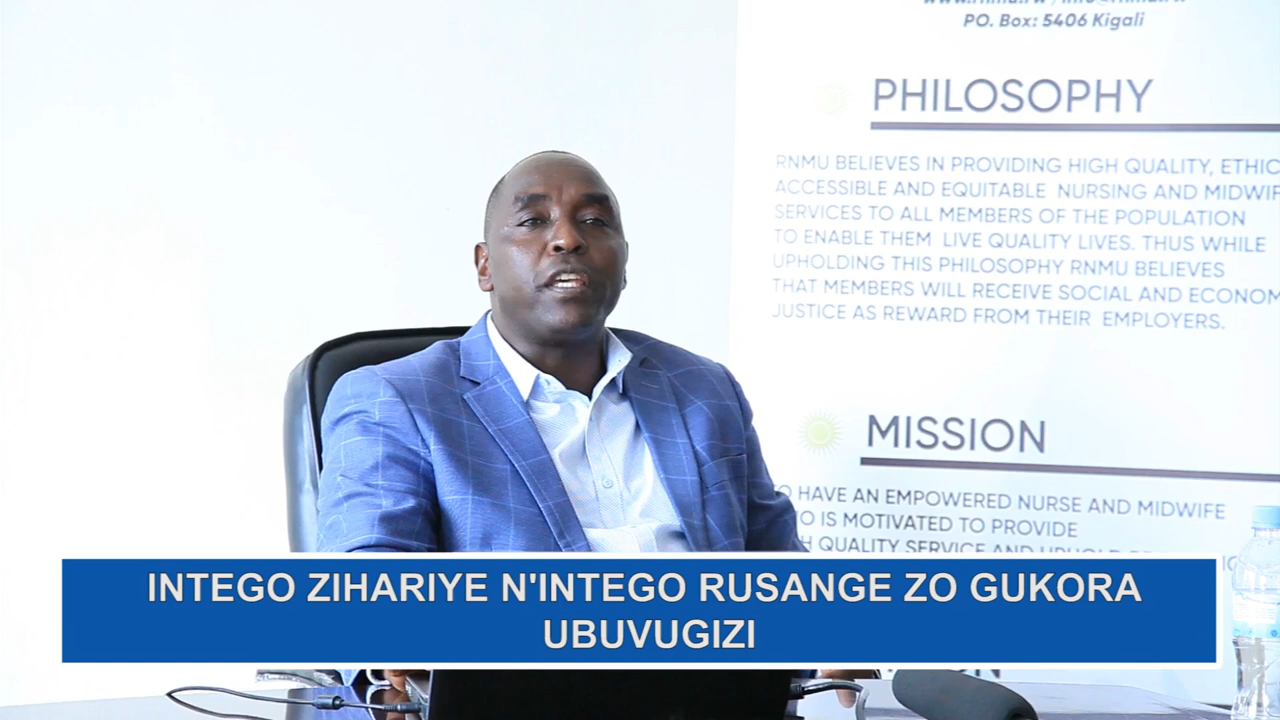 PO. Box: 5406 Kigali
PHILOSOPHY
RNMU BELIEVES IN PROVIDING HIGH QUALITY,
ACCESSIBLE AND EQUITABLE NURSING AND
SERVICES TO ALL MEMBERS OF THE POPULATION
TO ENABLE THEM LIVE QUALITY LIVES. THUS WHILE
UPHOLDING THIS PHILOSOPHY RNMU BELIEVES
THAT MEMBERS WILL RECEIVE SOCIAL AND
JUSTICE AS REWARD FROM THEIR EMPLOYERS.
MISSION
HAVE AN EMPOWERED NURSE AND MIDWIFE
IS MOTIVATED TO PROVIDE
QUALITY SERVICE AND
INTEGO ZIHARIYE N'INTEGO RUSANGE ZO GUKORA
UBUVUGIZI